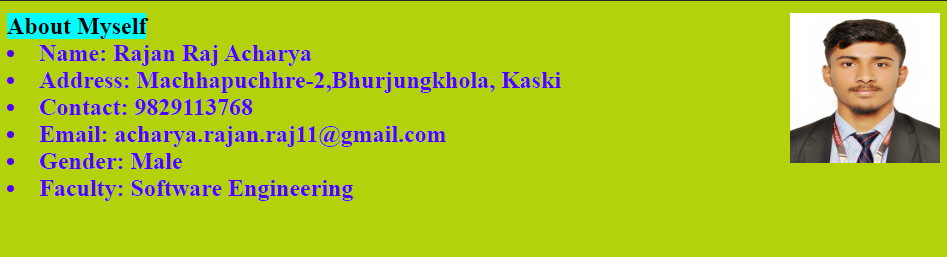 About Myself
• Name: Rajan Raj Acharya
• Address: Machhapuchhre-2,Bhurjungkhola, Kaski
• Contact: 9829113768
• Email: acharya.rajan.raj11@gmail.com
• Gender: Male
• Faculty: Software Engineering